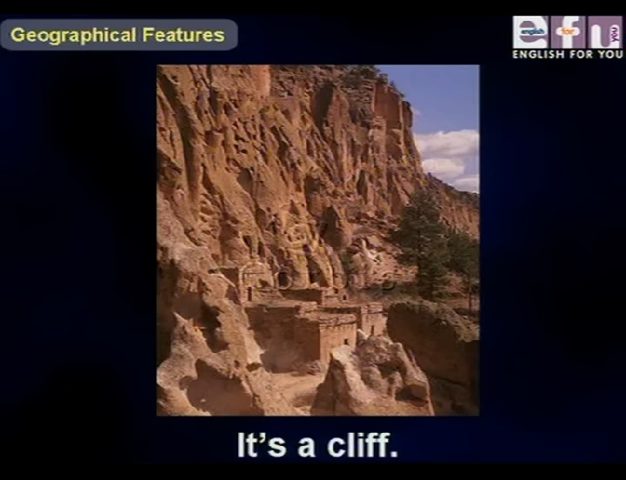 Geographical Features
english for you
ENGLISH FOR YOU
It's a cliff.